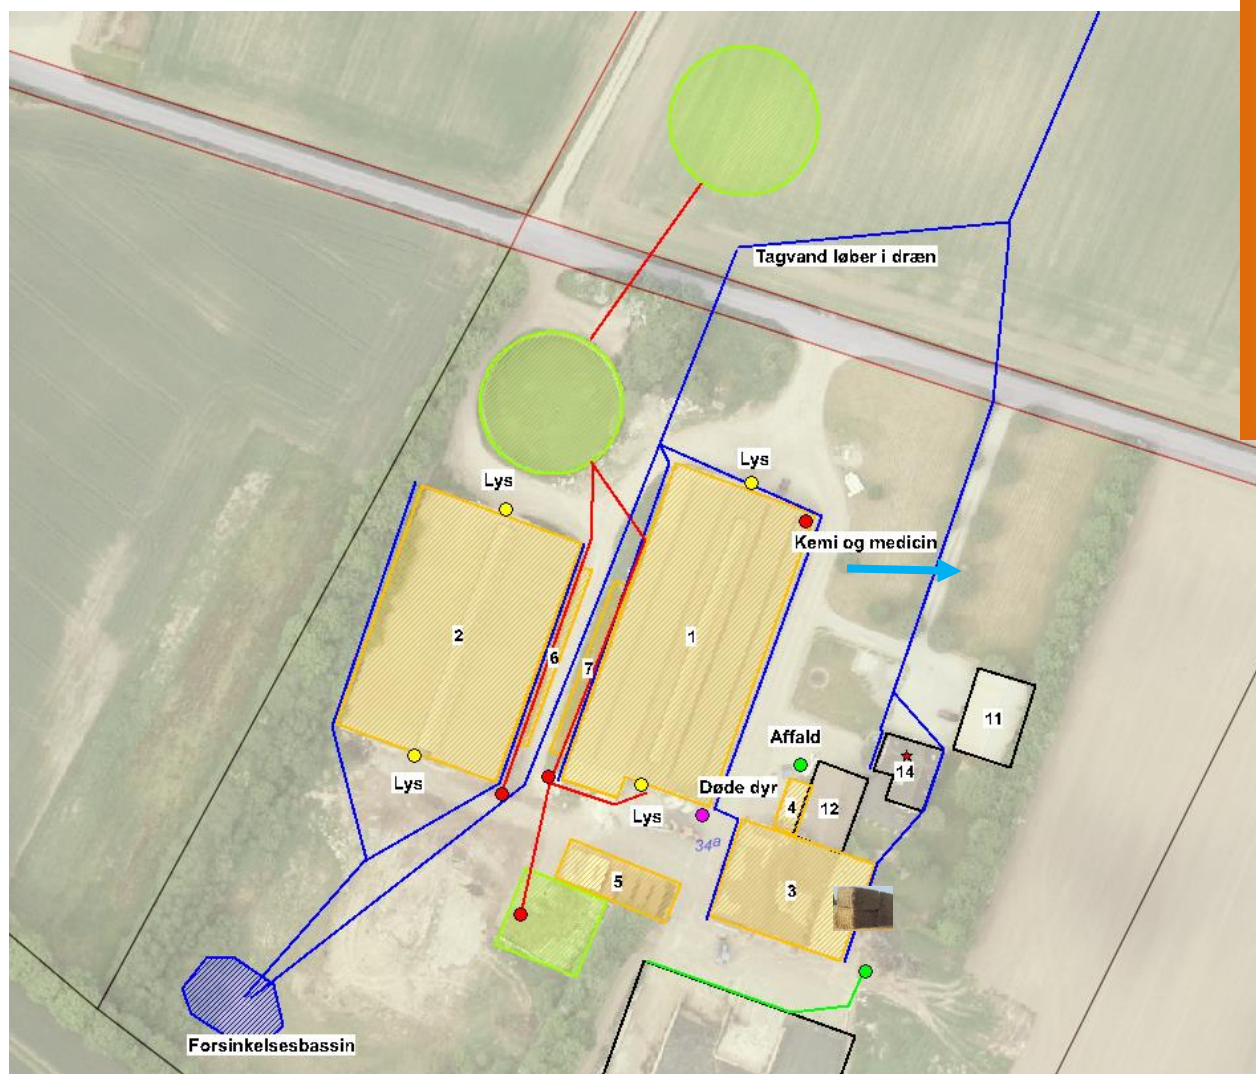 Tagvand løber i dræn
Lys
Lys
Kemi og medicin
2
1
6
7
11
Affald
14
Lys
Døde dyr
4
12
Lys
34a
5
3
Forsinkelsesbassin